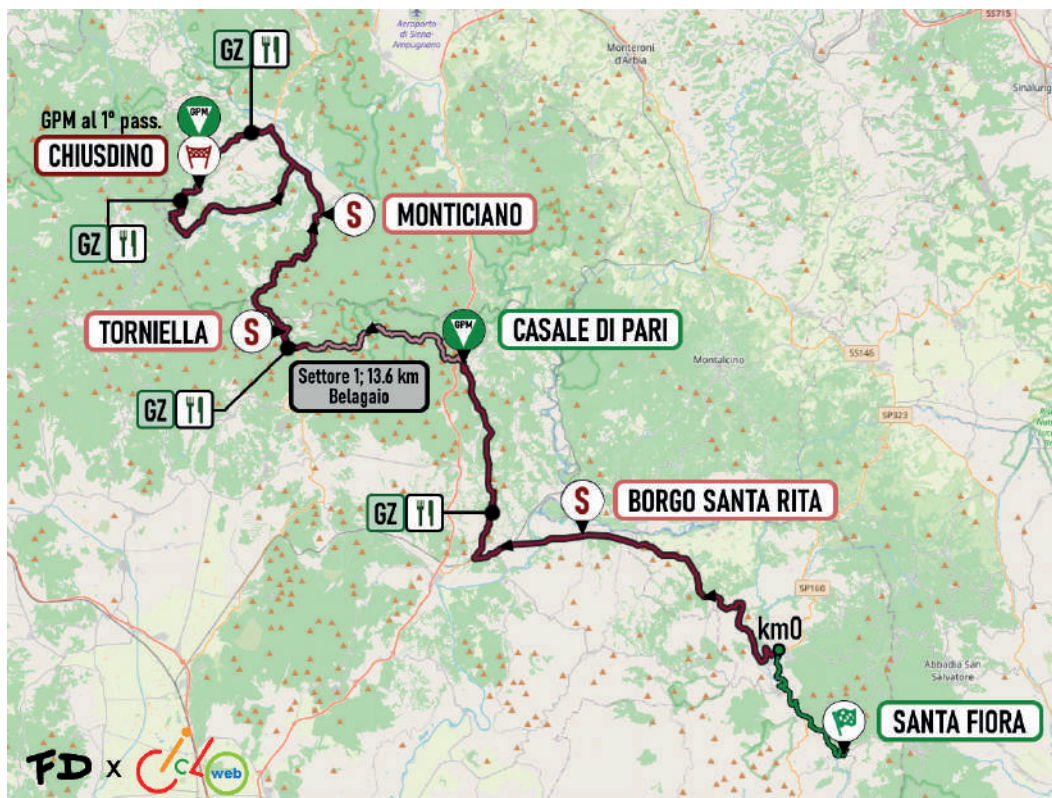 Aeroporto
di Siena-
Ampugnano
SS715
GZ
Monteroni
d'Arbia
Sinalunga
GPM
GPM al 1° pass.
CHIUSDINO
S
MONTICIANO
GZ
TORNIELLA
S
GPM
CASALE DI PARI
Settore 1; 13.6 km
Belagaio
Montalcino
SS146
GZ
SP323
GZ
S
BORGO SANTA RITA
SP160
km0
Abbadia San
Salvatore
SANTA FIORA
FD x ciclo
web